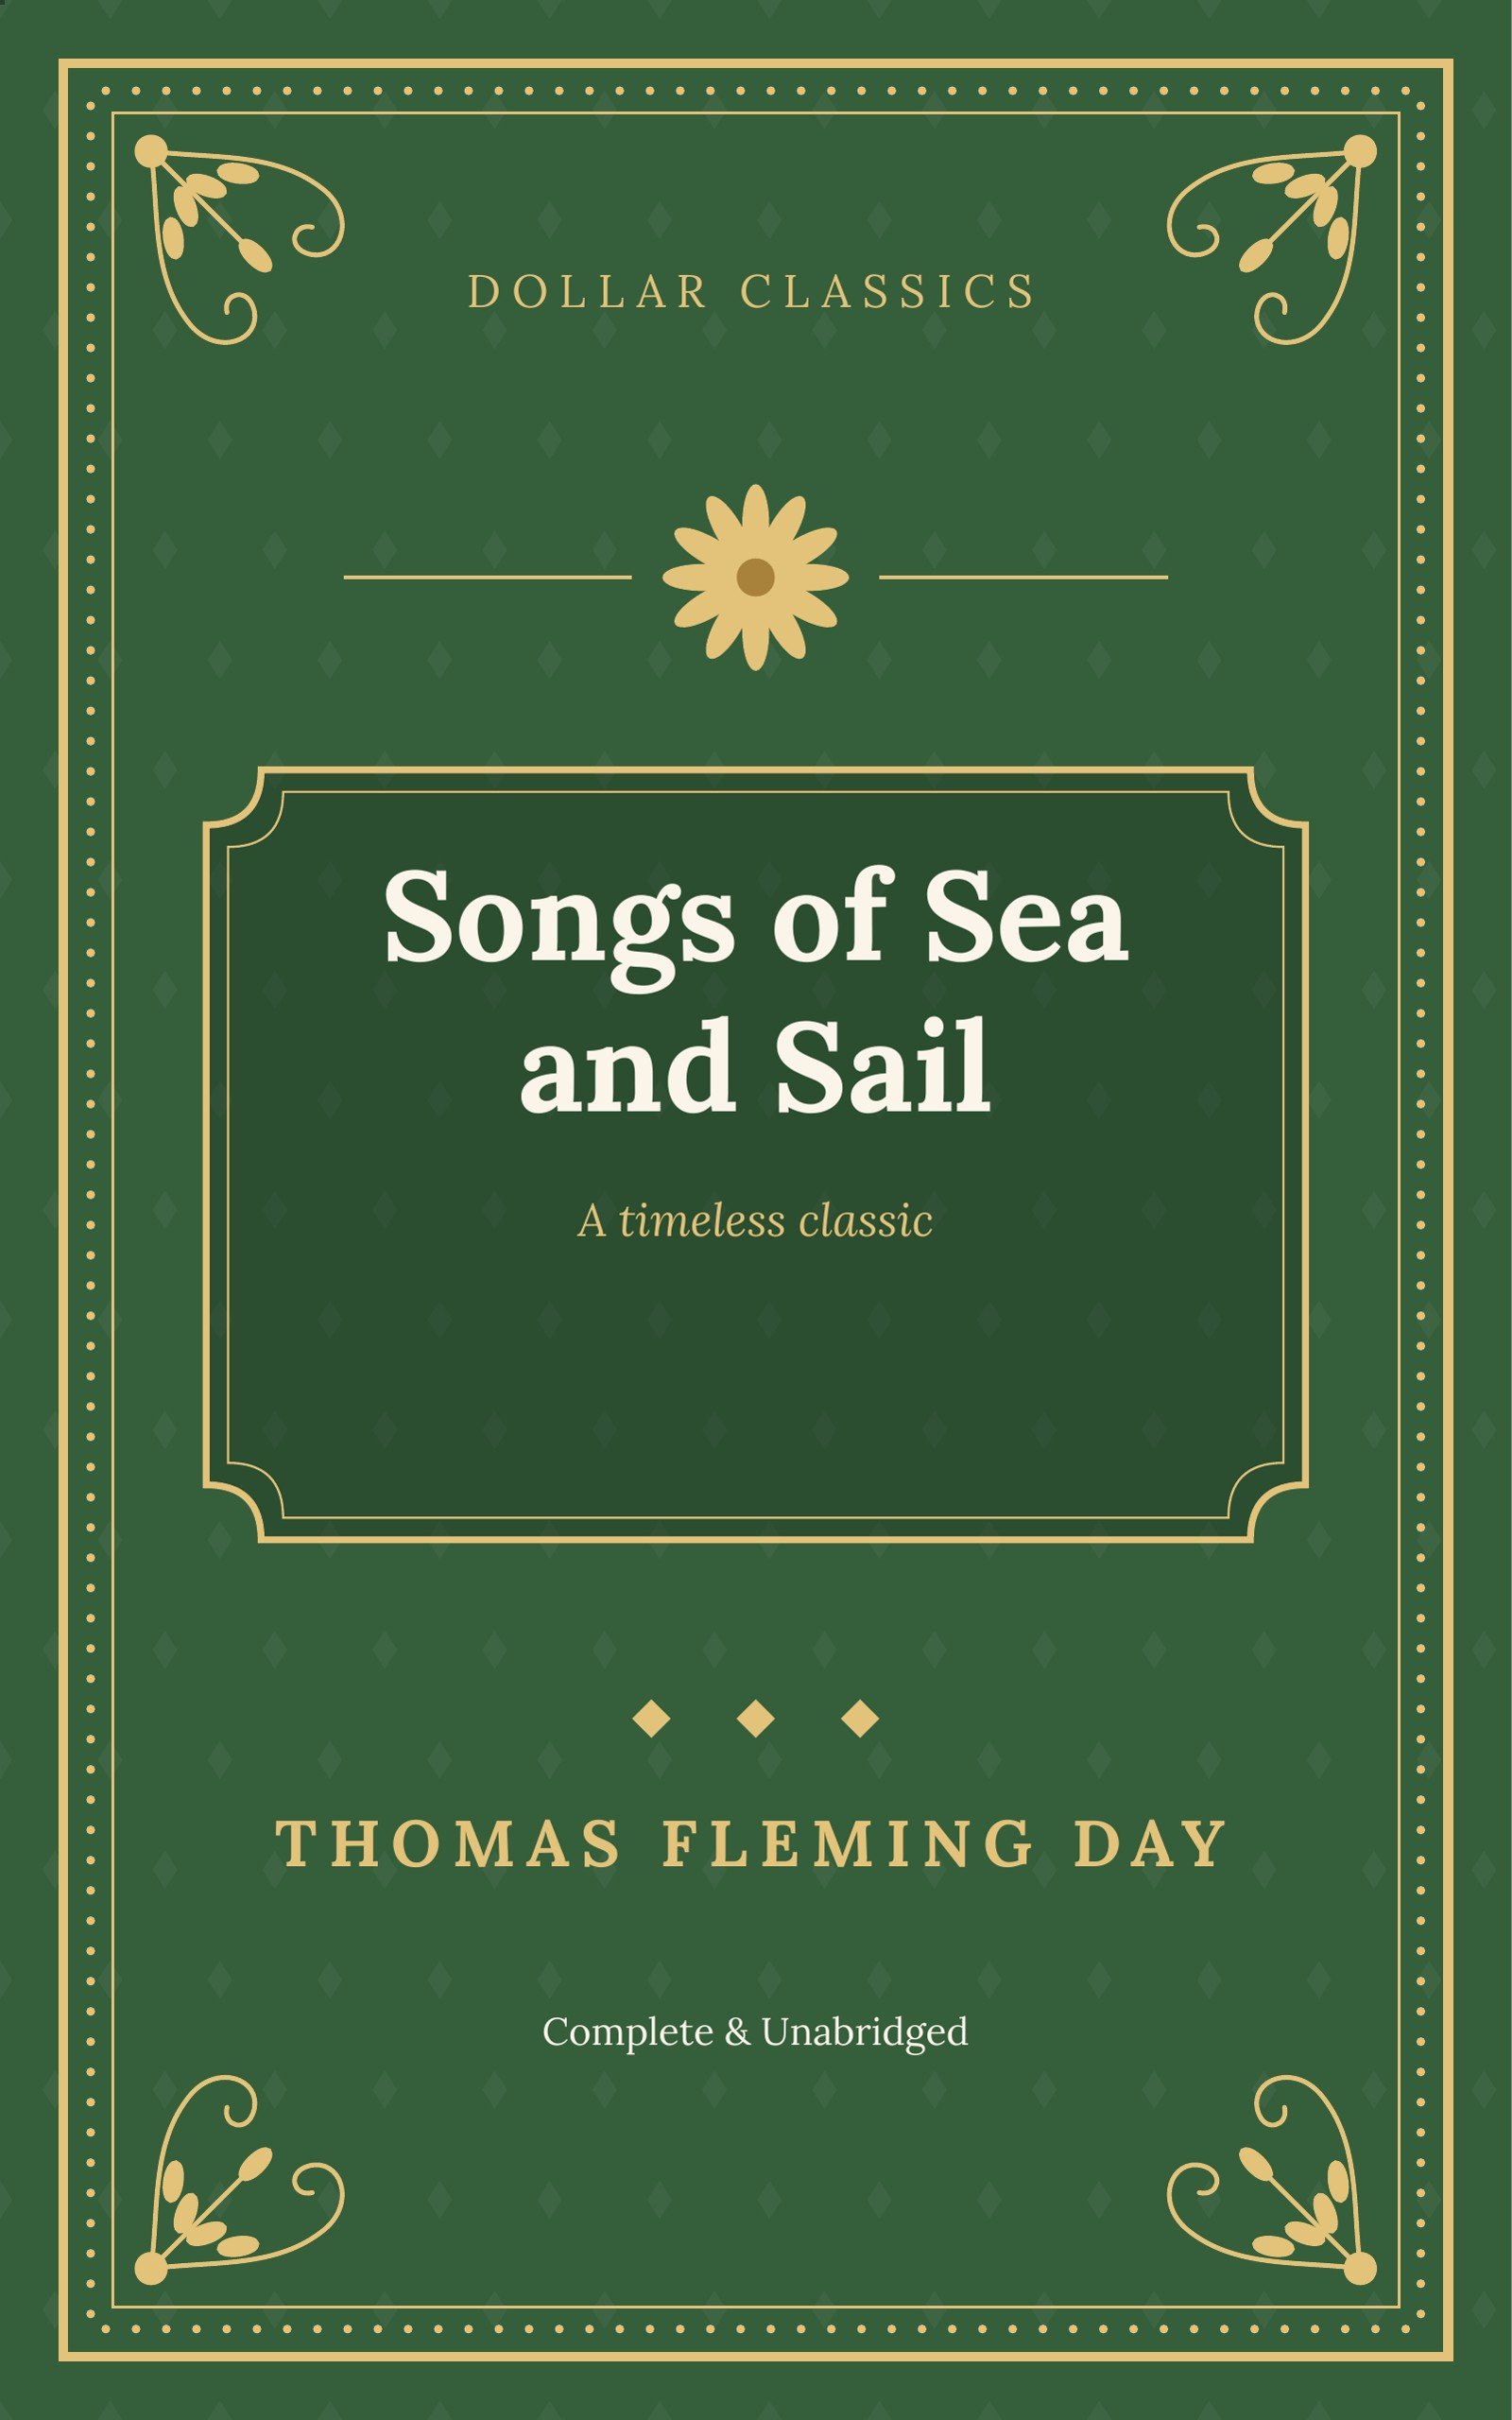 DOLLAR CLASSICS
Songs of Sea
and Sail
A timeless classic
THOMAS FLEMING DAY
Complete & Unabridged